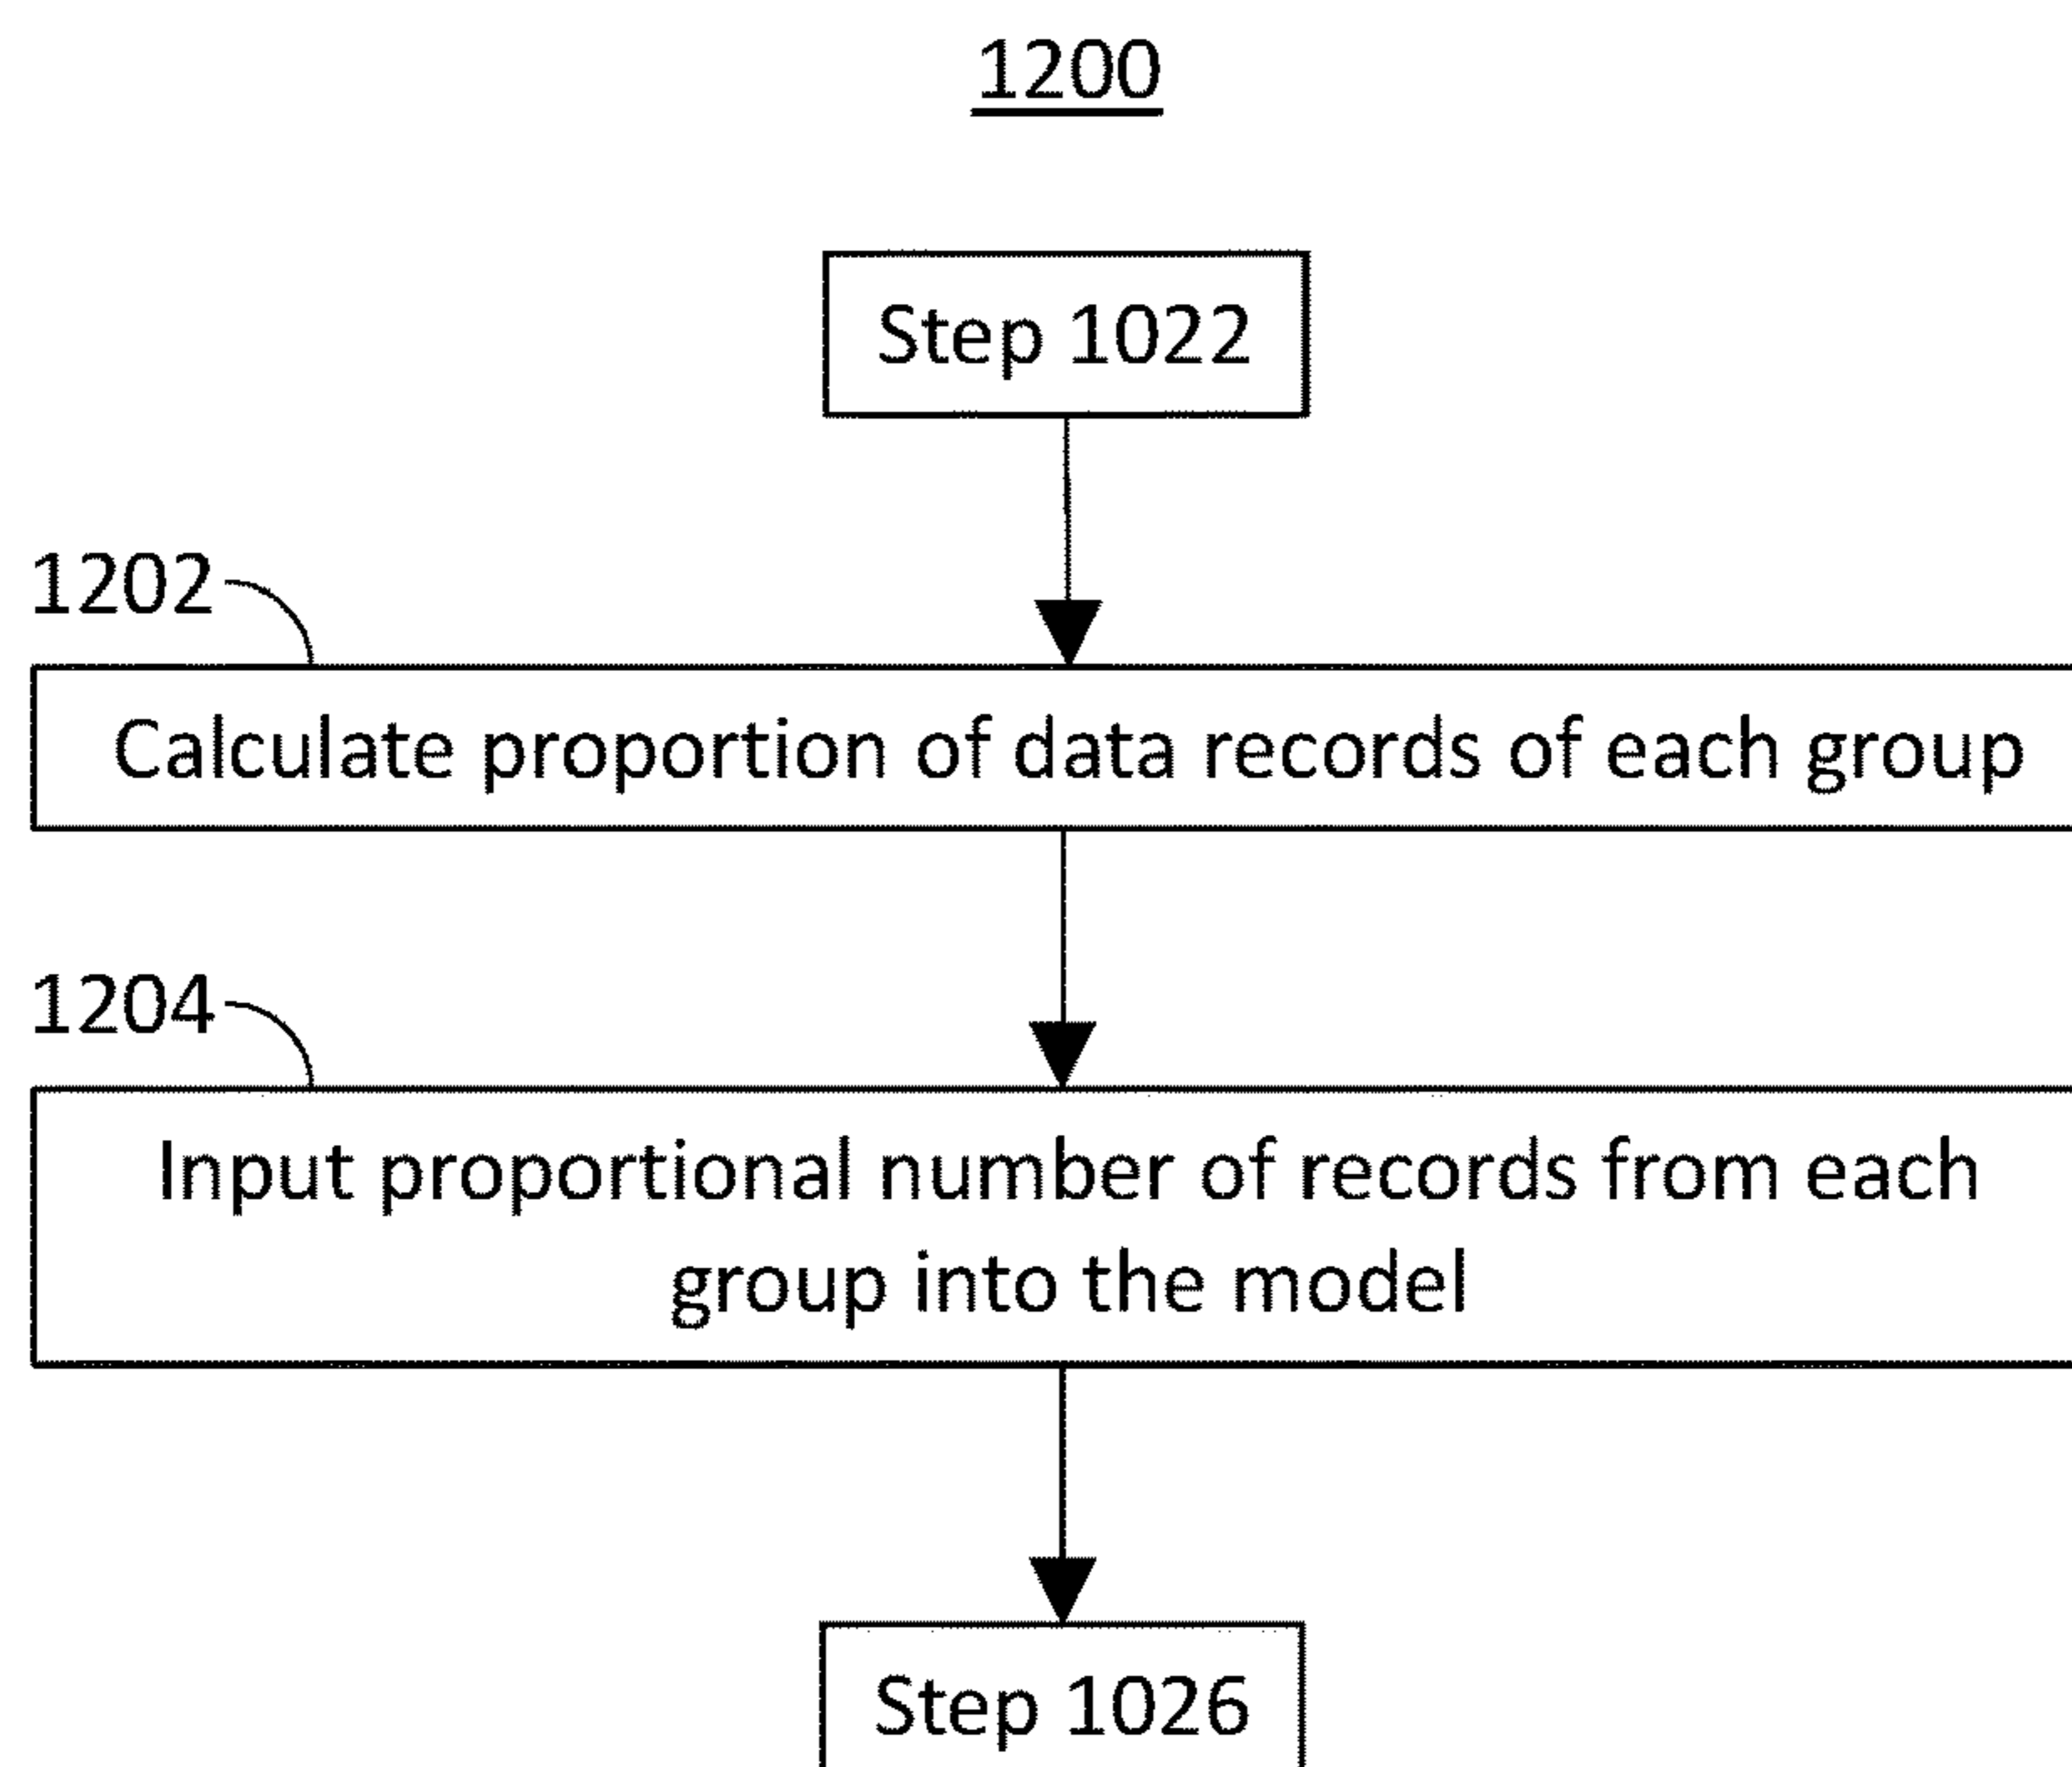 1200
Step 1022
1202
Calculate proportion of data records of each group
1204
Input proportional number of records from each
group into the model
Step 1026